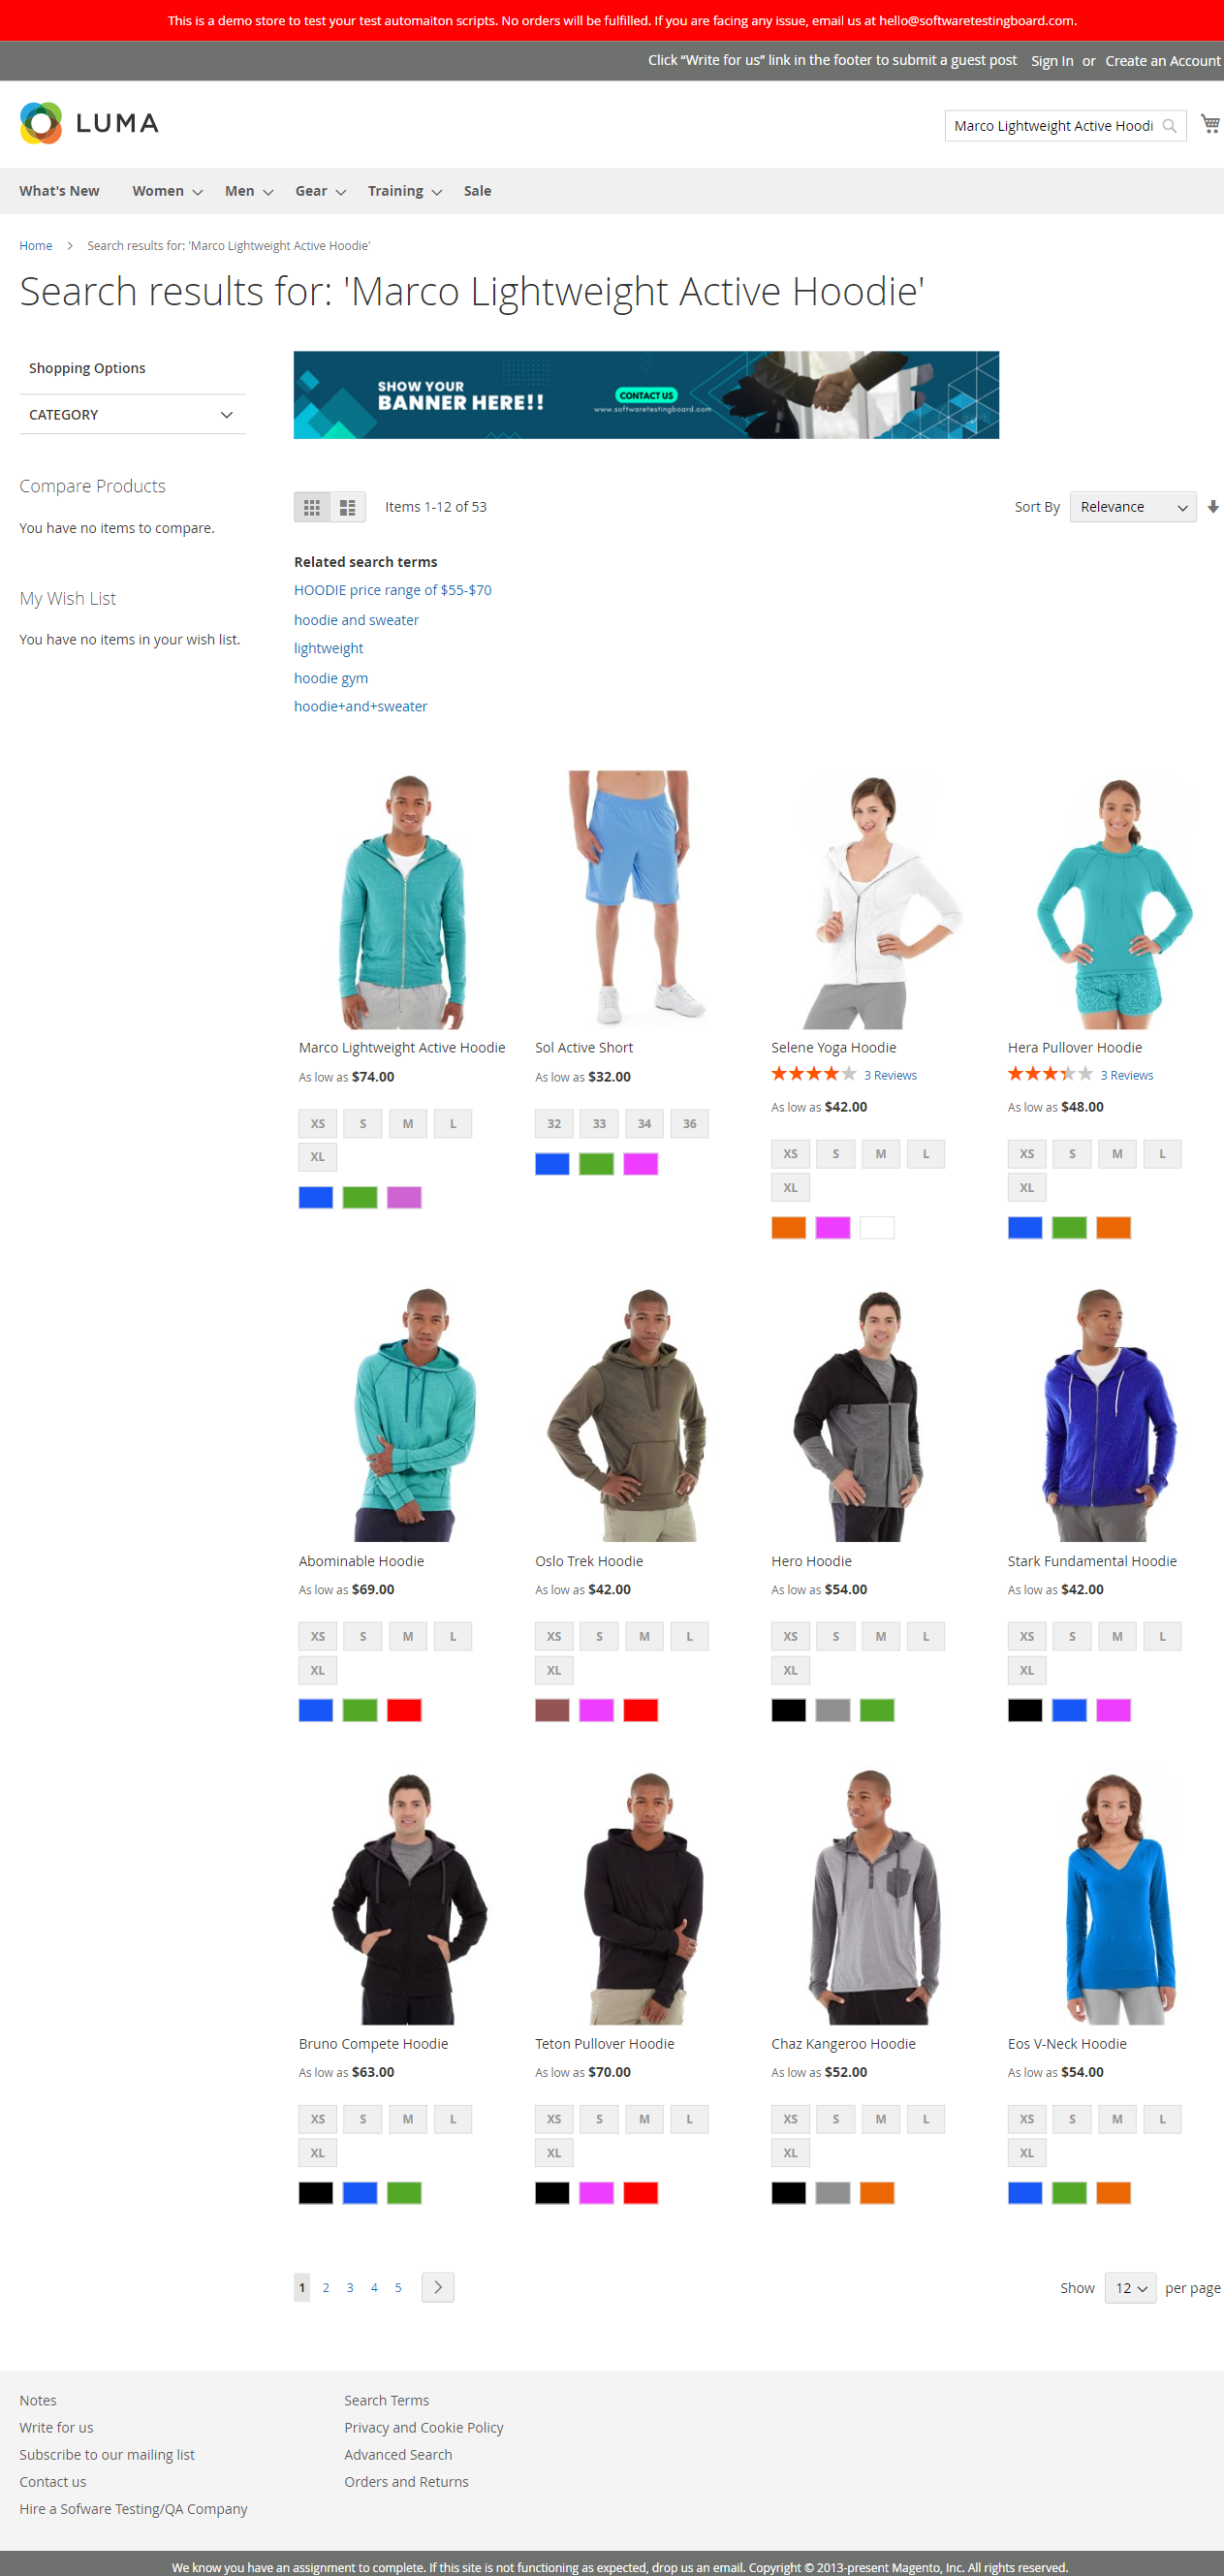 This is a demo store to test your test automaiton scripts. No orders will be fulfilled. If you are facing any issue, email us at hello@softwaretestingboard.com.
Click “Write for us” link in the footer to submit a guest post Sign In or Create an Account
LUMA
Marco Lightweight Active Hoodi
What's New Women Men Gear Training Sale
Home > Search results for: 'Marco Lightweight Active Hoodie'
Search results for: 'Marco Lightweight Active Hoodie'
Shopping Options
CATEGORY
Compare Products
You have no items to compare.
My Wish List
You have no items in your wish list.
SHOW YOUR
BANNER HERE!!
CONTACT US
www.softwaretestingboard.com
Items 1-12 of 53
Sort By Relevance
Related search terms
HOODIE price range of $55-$70
hoodie and sweater
lightweight
hoodie gym
hoodie+and+sweater
Marco Lightweight Active Hoodie
As low as $74.00
XS S M L
XL
Sol Active Short
As low as $32.00
32 33 34 36
Selene Yoga Hoodie
3 Reviews
As low as $42.00
XS S M L
XL
Hera Pullover Hoodie
3 Reviews
As low as $48.00
XS S M L
XL
Abominable Hoodie
As low as $69.00
XS S M L
XL
Oslo Trek Hoodie
As low as $42.00
XS S M L
XL
Hero Hoodie
As low as $54.00
XS S M L
XL
Stark Fundamental Hoodie
As low as $42.00
XS S M L
XL
Bruno Compete Hoodie
As low as $63.00
XS S M L
XL
Teton Pullover Hoodie
As low as $70.00
XS S M L
XL
Chaz Kangeroo Hoodie
As low as $52.00
XS S M L
XL
Eos V-Neck Hoodie
As low as $54.00
XS S M L
XL
1 2 3 4 5
Show 12 per page
Notes
Write for us
Subscribe to our mailing list
Contact us
Hire a Sofware Testing/QA Company
Search Terms
Privacy and Cookie Policy
Advanced Search
Orders and Returns
We know you have an assignment to complete. If this site is not functioning as expected, drop us an email. Copyright © 2013-present Magento, Inc. All rights reserved.